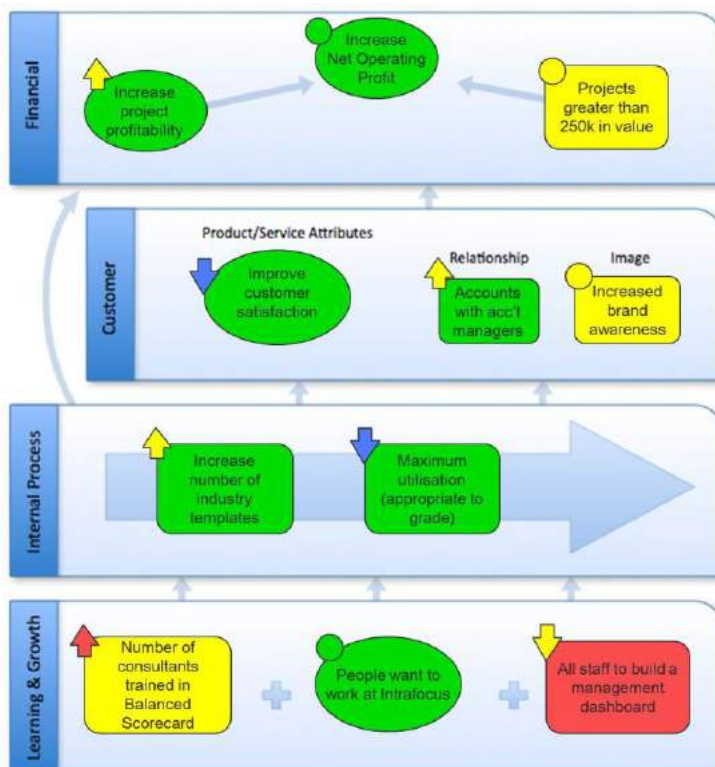 Financial
Increase
project
profitability
Increase
Net Operating
Profit
Projects
greater than
250k in value
Customer
Product/Service Attributes
Improve
customer
satisfaction
Relationship
Accounts
with acc't
managers
Image
Increased
brand
awareness
Internal Process
Increase
number of
industry
templates
Maximum
utilisation
(appropriate to
grade)
Learning & Growth
Number of
consultants
trained in
Balanced
Scorecard
People want to
work at Intrafocus
All staff to build a
management
dashboard